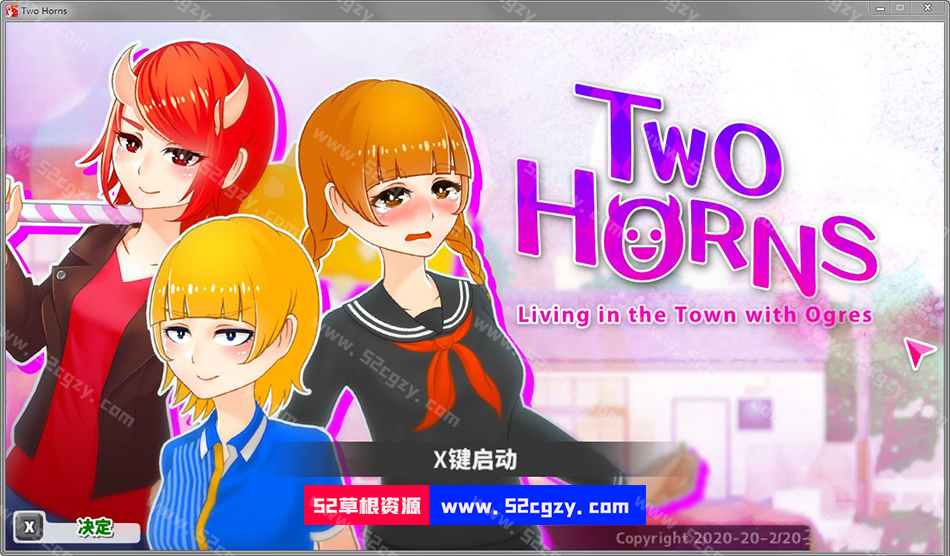 Two Horns
TWO
HORNS
Living in the Town with Ogres
X键启动
52草根资源 www.52cgzy.com
X 决定
Copyright 2020-20-2/20-
www.52cgzy.com